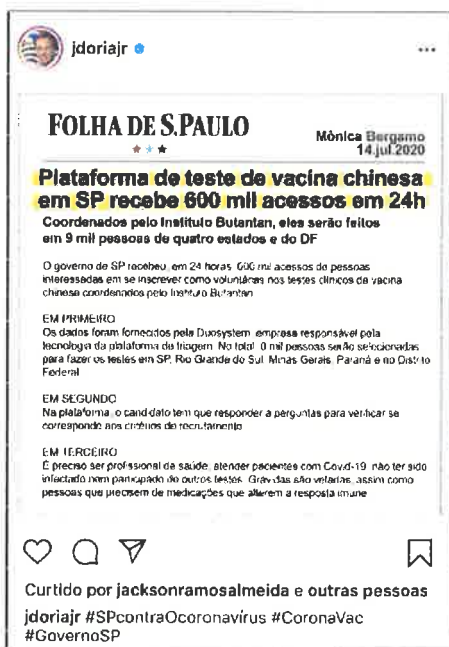 jdoriajr
FOLHA DE S.PAULO
Mônica Bergamo
14.jul.2020
Plataforma de teste de vacina chinesa
em SP recebe 600 mil acessos em 24h
Coordenados pelo Instituto Butantan, eles serão feitos
em 9 mil pessoas de quatro estados e do DF
O governo de SP recebeu, em 24 horas, 600 mil acessos de pessoas
interessadas em se inscrever como voluntárias nos testes clínicos da vacina
chinesa coordenados pelo Instituto Butantan
EM PRIMEIRO
Os dados foram fornecidos pela Duosystem, empresa responsável pela
tecnologia da plataforma de triagem. No total, mil pessoas serão selecionadas
para fazer os testes em SP, Rio Grande do Sul, Minas Gerais, Paraná e no Distrito
Federal
EM SEGUNDO
Na plataforma, o candidato tem que responder a perguntas para verificar se
corresponde aos critérios de recrutamento
EM TERCEIRO
É preciso ser profissional de saúde, atender pacientes com Covid-19, não ter sido
infectado nem participado de outros testes. Grávidas são vetadas, assim como
pessoas que precisem de medicações que alterem a resposta imune
Curtido por jacksonramosalmeida e outras pessoas
jdoriajr #SPcontraOcoronavírus #CoronaVac
#GovernoSP